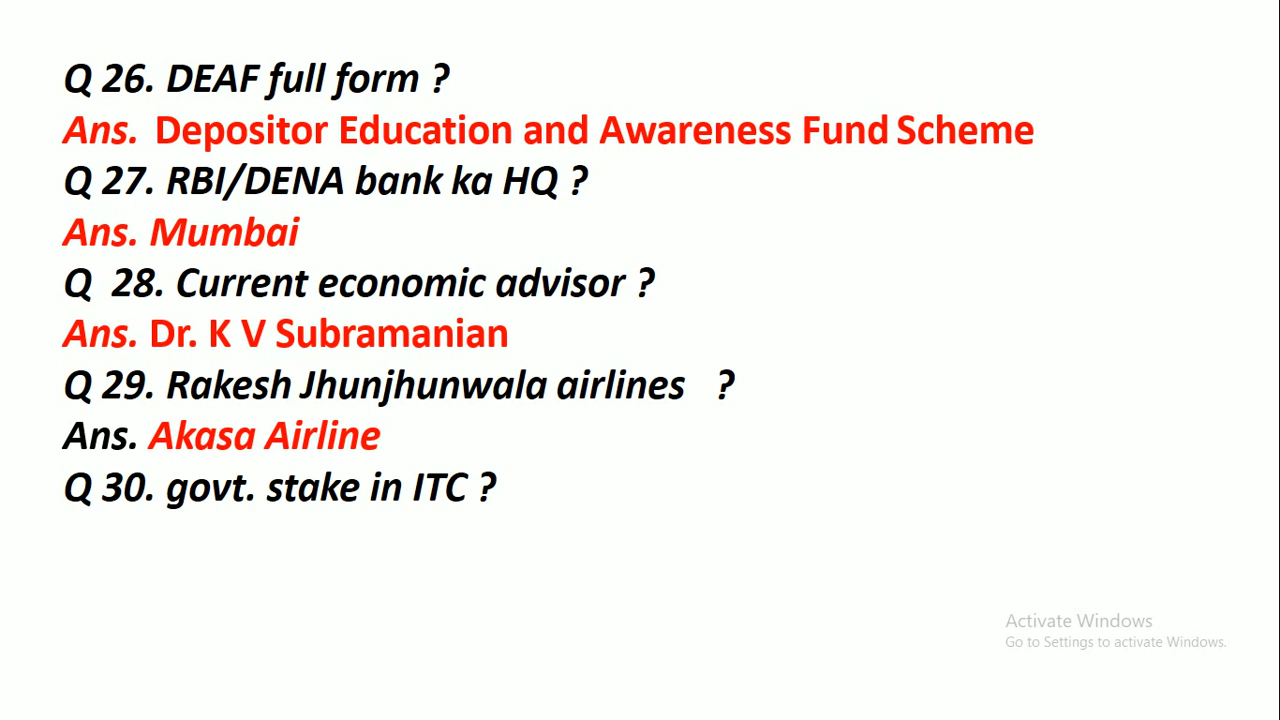 Q 26. DEAF full form ?
Ans. Depositor Education and Awareness Fund Scheme
Q 27. RBI/DENA bank ka HQ ?
Ans. Mumbai
Q 28. Current economic advisor ?
Ans. Dr. K V Subramanian
Q 29. Rakesh Jhunjhunwala airlines ?
Ans. Akasa Airline
Q 30. govt. stake in ITC ?
Activate Windows
Go to Settings to activate Windows.